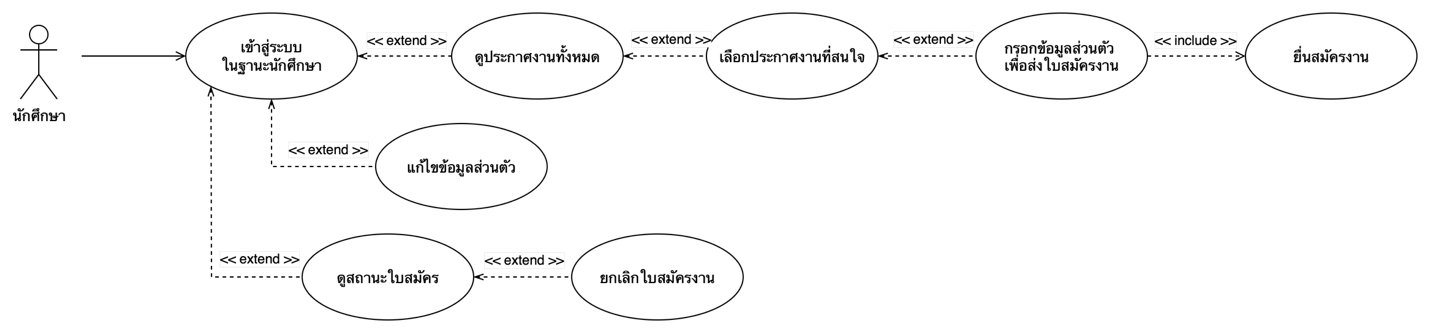 นักศึกษา
เข้าสู่ระบบ
ในฐานะนักศึกษา
<< extend >>
ดูประกาศงานทั้งหมด
<< extend >>
เลือกประกาศงานที่สนใจ
<< extend >>
กรอกข้อมูลส่วนตัว
เพื่อส่งใบสมัครงาน
<< include >>
ยื่นสมัครงาน
<< extend >>
แก้ไขข้อมูลส่วนตัว
<< extend >>
ดูสถานะใบสมัคร
<< extend >>
ยกเลิกใบสมัครงาน